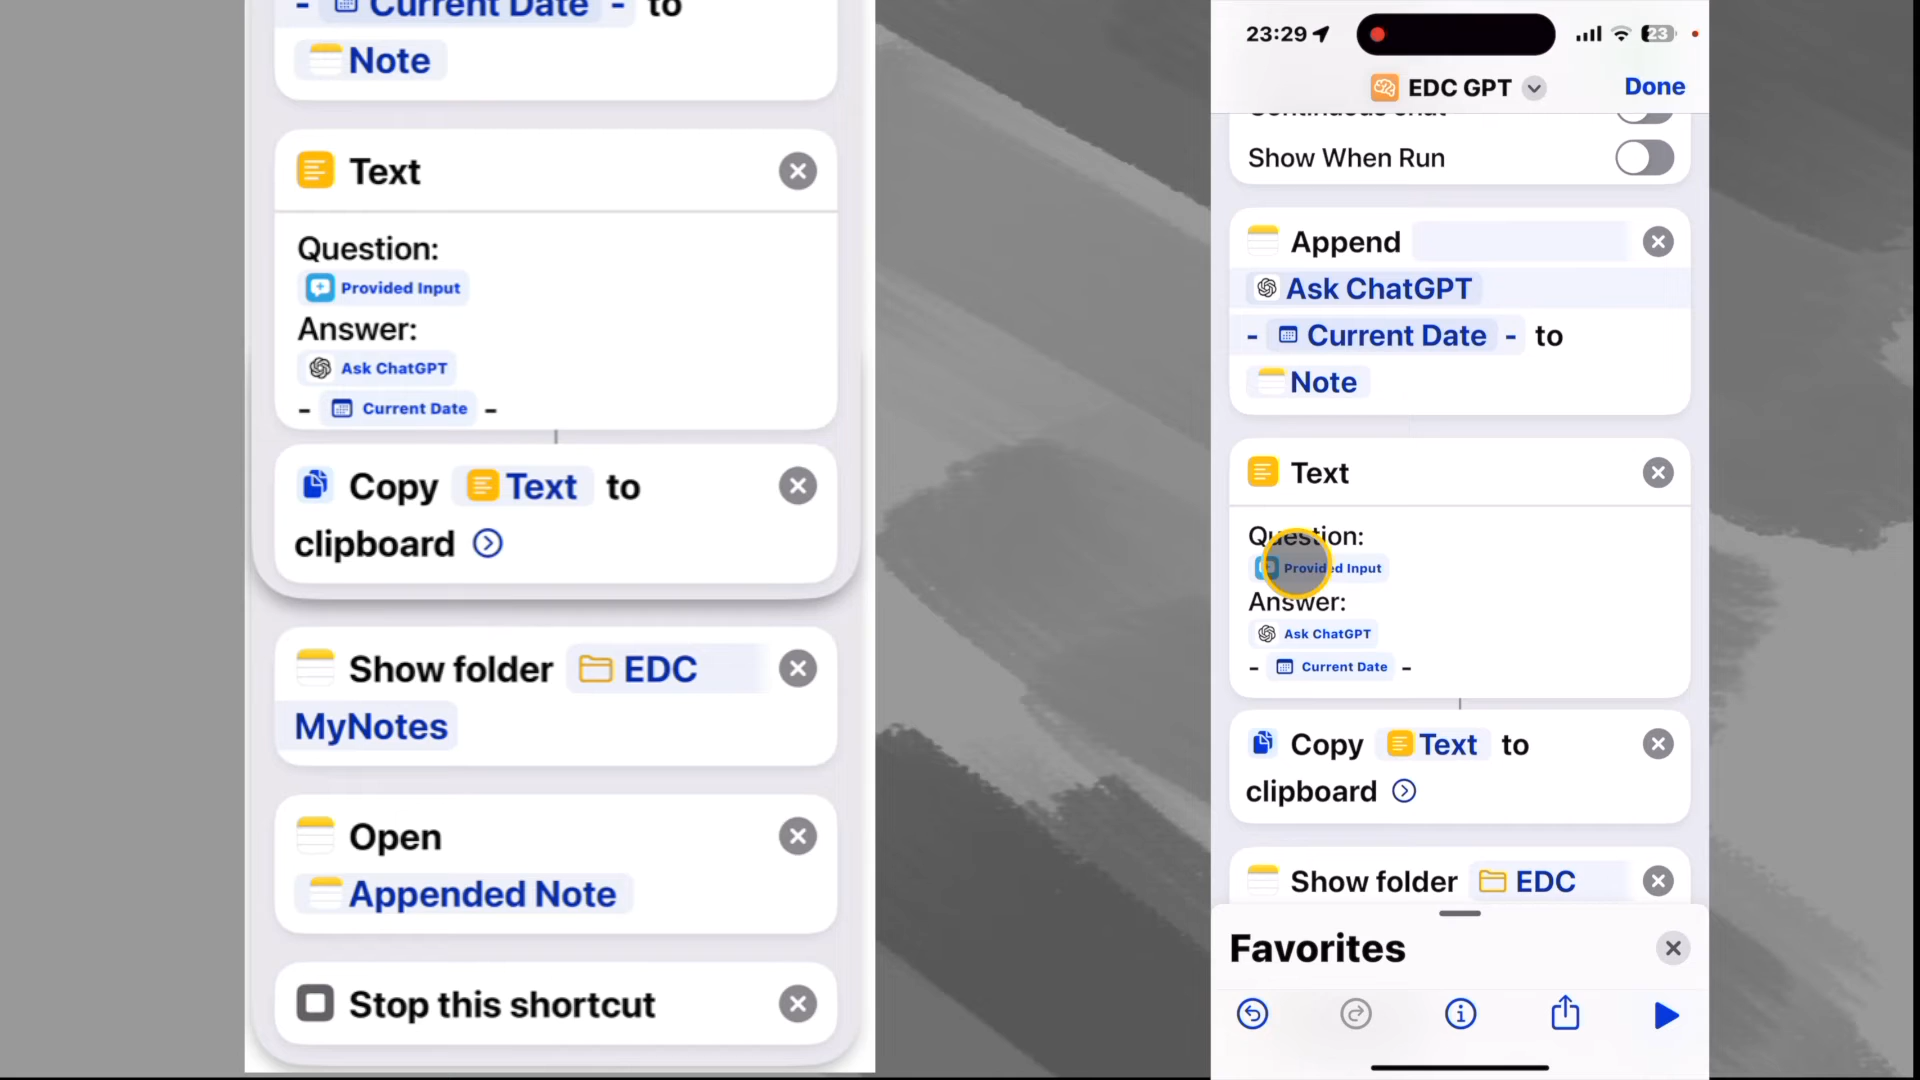 - Current Date - to
Note
Text
Question:
Provided Input
Answer:
Ask ChatGPT
- Current Date -
Copy Text to
clipboard
Show folder EDC
MyNotes
Open
Appended Note
Stop this shortcut
23:29
23
EDC GPT
Done
Continuous chat
Show When Run
Append
Ask ChatGPT
- Current Date - to
Note
Text
Question:
Provided Input
Answer:
Ask ChatGPT
- Current Date -
Copy Text to
clipboard
Show folder EDC
Favorites